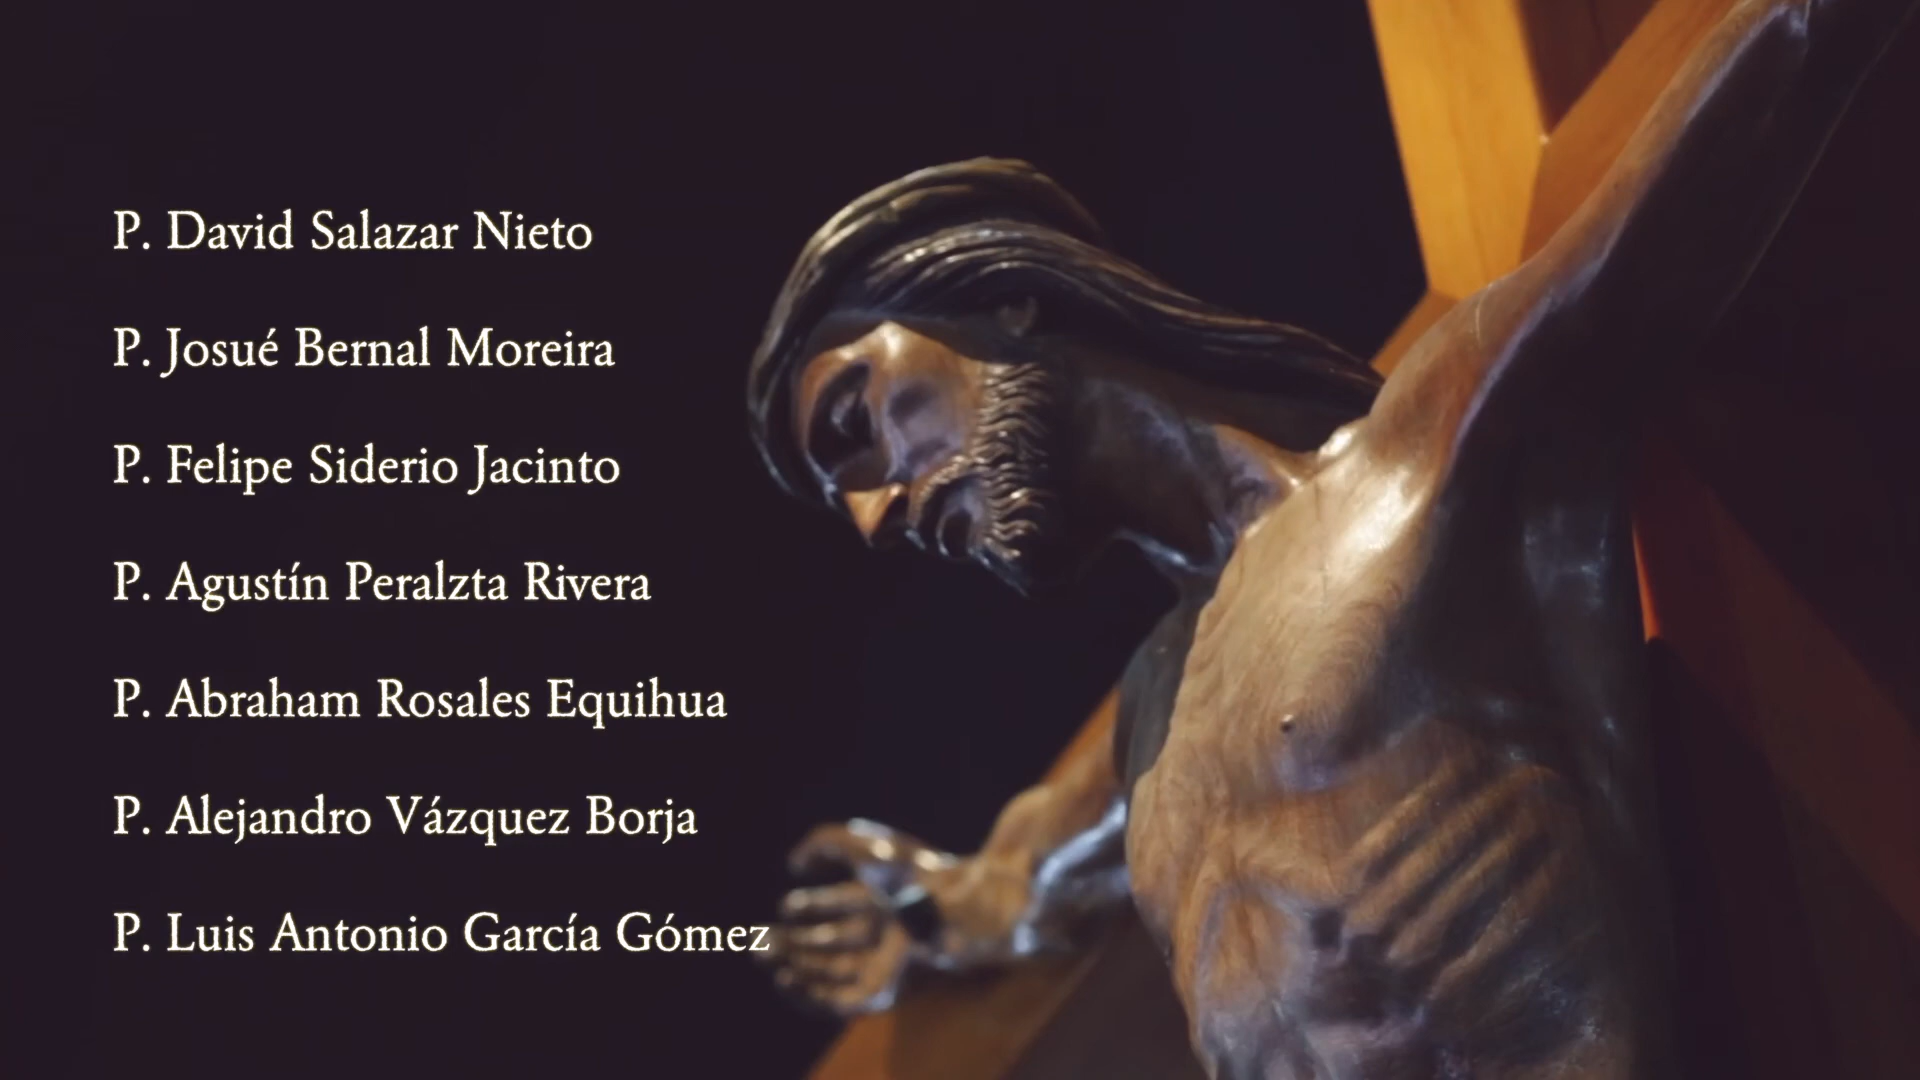 P. David Salazar Nieto
P. Josué Bernal Moreira
P. Felipe Siderio Jacinto
P. Agustín Peralzta Rivera
P. Abraham Rosales Equihua
P. Alejandro Vázquez Borja
P. Luis Antonio García Gómez